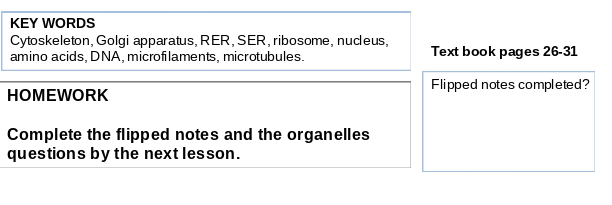 KEY WORDS
Cytoskeleton, Golgi apparatus, RER, SER, ribosome, nucleus,
amino acids, DNA, microfilaments, microtubules.
HOMEWORK
Complete the flipped notes and the organelles
questions by the next lesson.
Text book pages 26-31
Flipped notes completed?